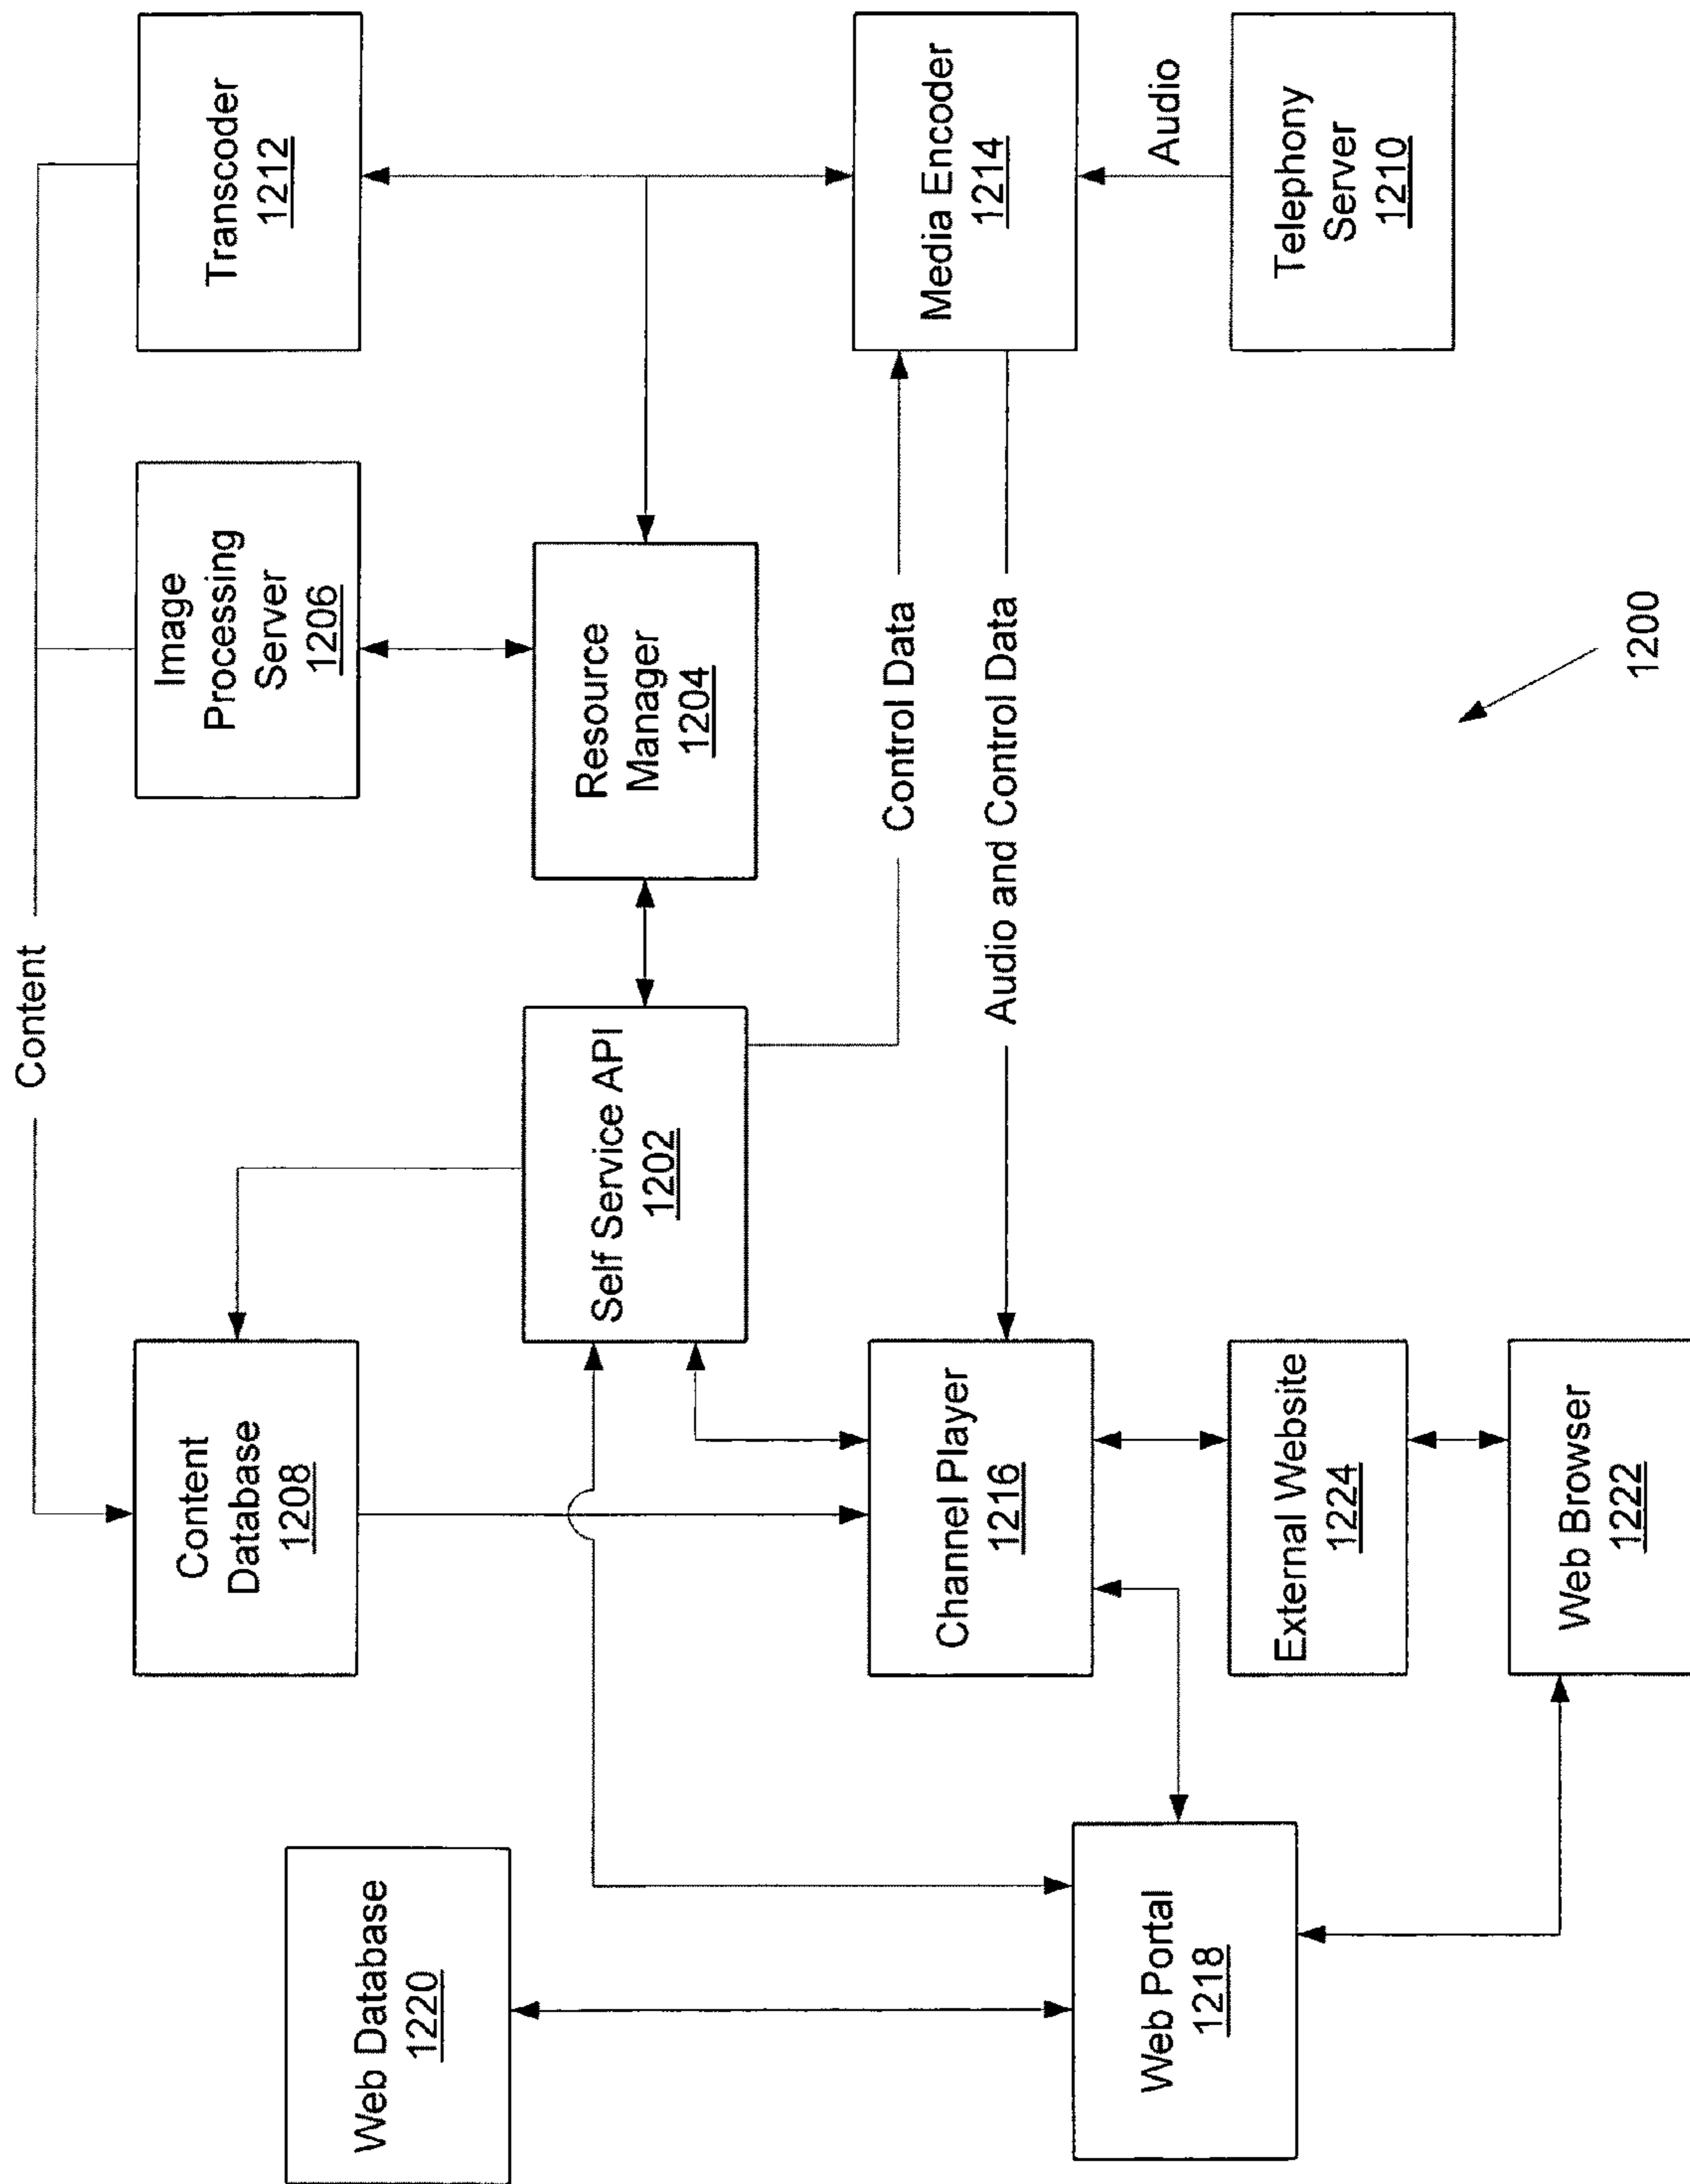 Content
Transcoder
1212
Image
Processing
Server
1206
Content
Database
1208
Resource
Manager
1204
Self Service API
1202
Web Database
1220
Media Encoder
1214
Control Data
Audio and Control Data
Channel Player
1216
Audio
Telephony
Server
1210
External Website
1224
Web Portal
1218
Web Browser
1222
1200